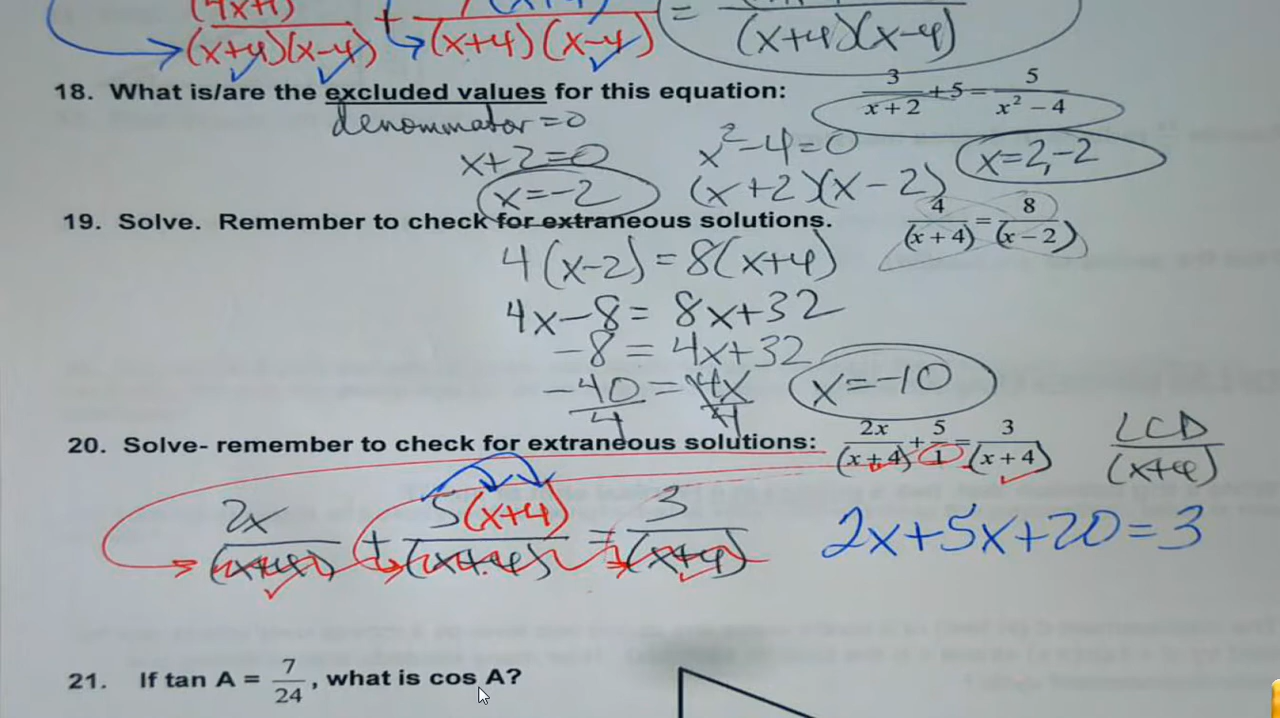 (4x+1)
(x+4)(x-4) + (x+4)(x-4) = (x+4)(x-4)
18. What is/are the excluded values for this equation: 3/(x+2) + 5 = 5/(x² - 4)
denominator = 0
x+2=0 x²-4=0 x=2,-2
x=-2 (x+2)(x-2)
19. Solve. Remember to check for extraneous solutions. 4/(x+4) = 8/(x-2)
4(x-2)=8(x+4)
4x-8=8x+32
-8=4x+32
-40/4=4x/4 x=-10
20. Solve- remember to check for extraneous solutions: 2x/(x+4) + 5/1 = 3/(x+4) LCD
(x+4)
2x/(x+4) + 5(x+4)/(x+4) = 3/(x+4) 2x+5x+20=3
21. If tan A = 7/24, what is cos A?